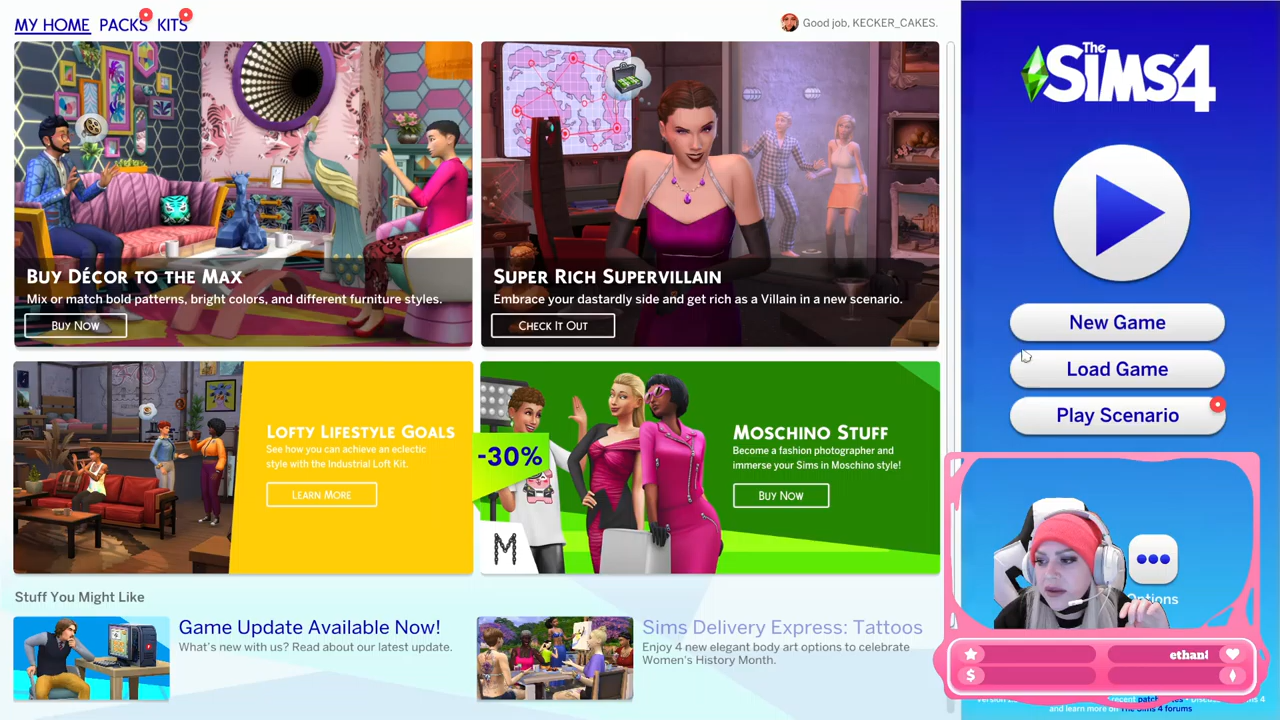 MY HOME PACKS KITS
Good job, KECKER_CAKES.
BUY DÉCOR TO THE MAX
Mix or match bold patterns, bright colors, and different furniture styles.
BUY NOW
SUPER RICH SUPERVILLAIN
Embrace your dastardly side and get rich as a Villain in a new scenario.
CHECK IT OUT
LOFTY LIFESTYLE GOALS
See how you can achieve an eclectic
style with the Industrial Loft Kit.
LEARN MORE
-30%
M
MOSCHINO STUFF
Become a fashion photographer and
immerse your Sims in Moschino style!
BUY NOW
Stuff You Might Like
Game Update Available Now!
What's new with us? Read about our latest update.
Sims Delivery Express: Tattoos
Enjoy 4 new elegant body art options to celebrate
Women's History Month.
The SIMS 4
New Game
Load Game
Play Scenario
Options
$
and learn more on The Sims 4 forums